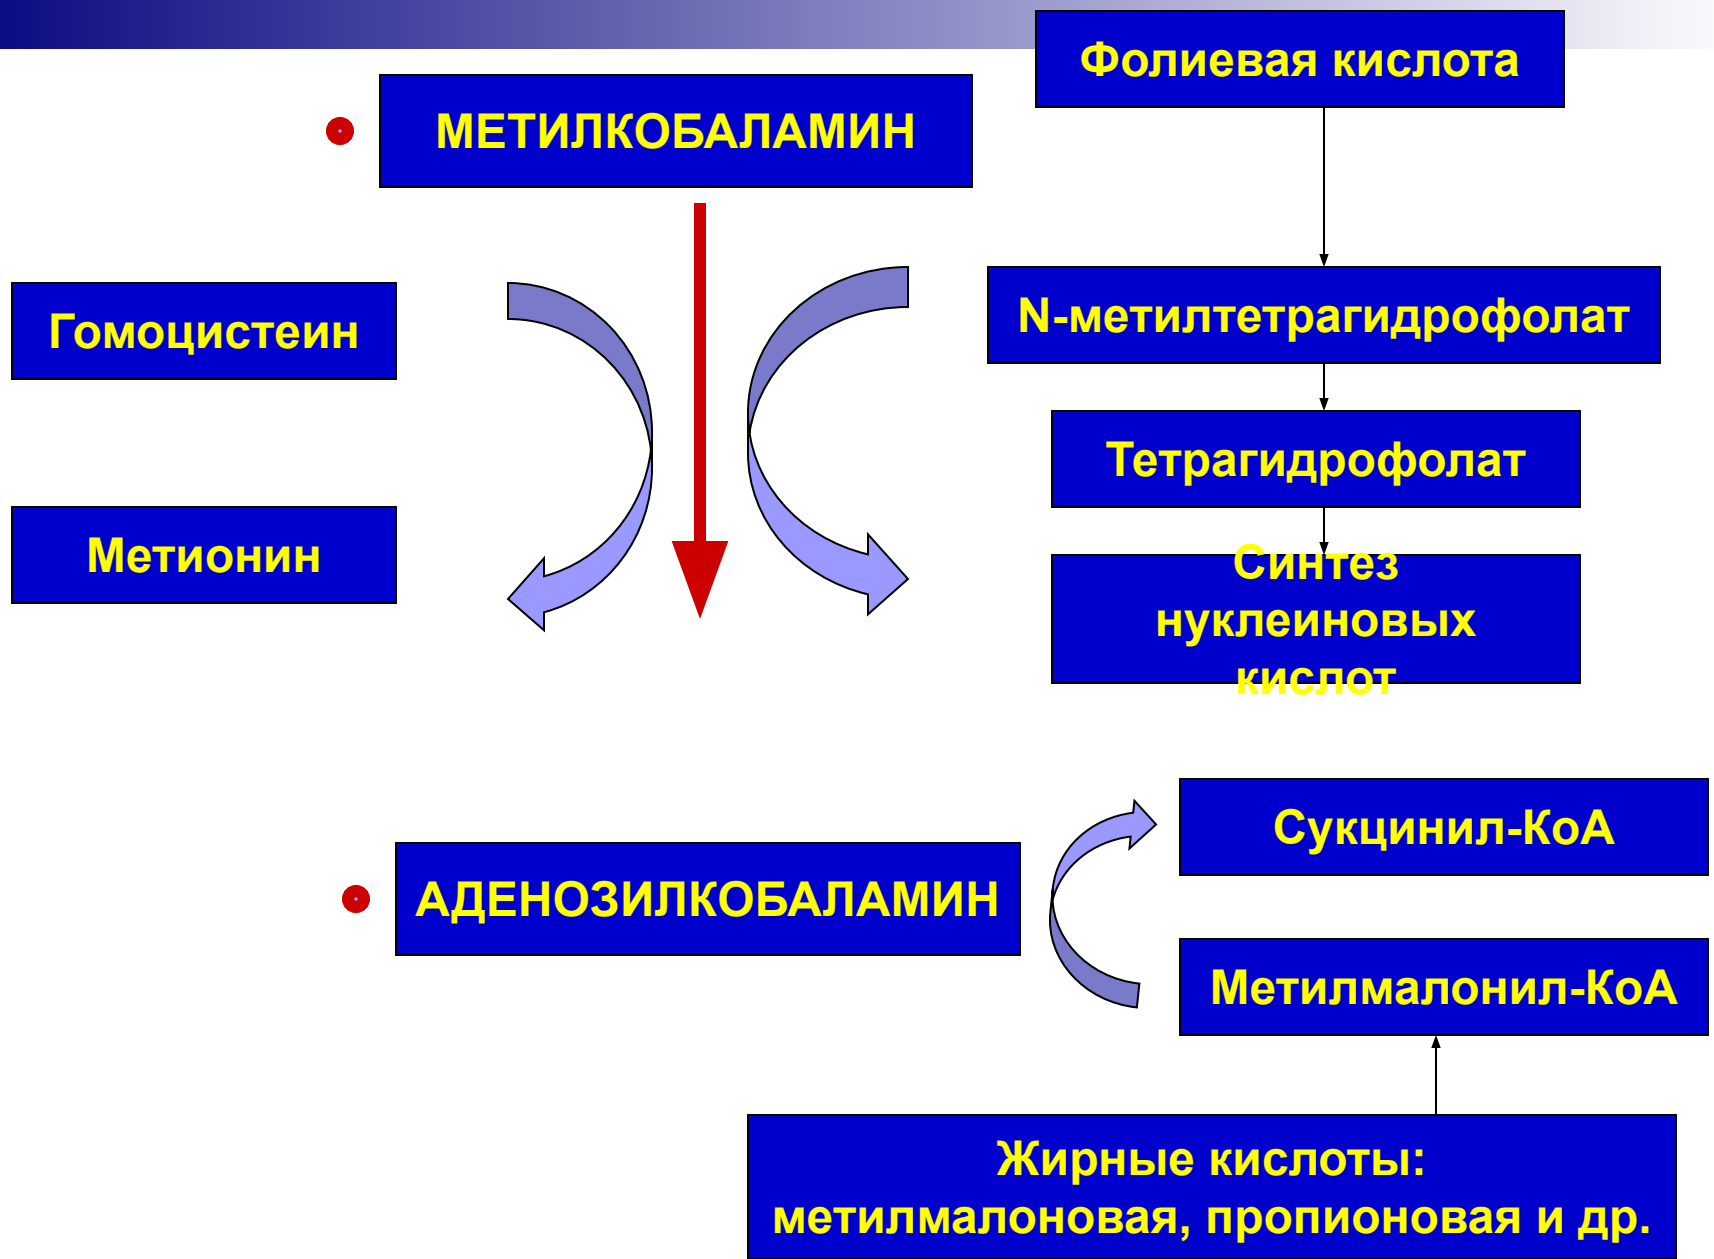 Фолиевая кислота
МЕТИЛКОБАЛАМИН
Гомоцистеин
N-метилтетрагидрофолат
Тетрагидрофолат
Метионин
Синтез
нуклеиновых
кислот
Сукцинил-КоА
АДЕНОЗИЛКОБАЛАМИН
Метилмалонил-КоА
Жирные кислоты:
метилмалоновая, пропионовая и др.